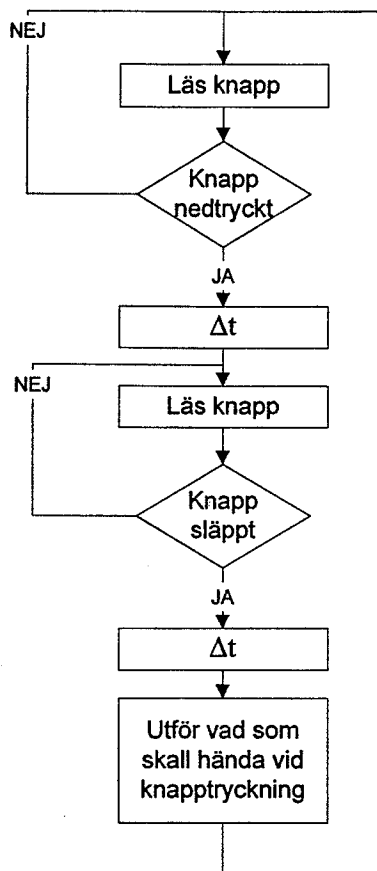 NEJ
Läs knapp
Knapp
nedtryckt
JA
Δt
NEJ
Läs knapp
Knapp
släppt
JA
Δt
Utför vad som
skall hända vid
knapptryckning